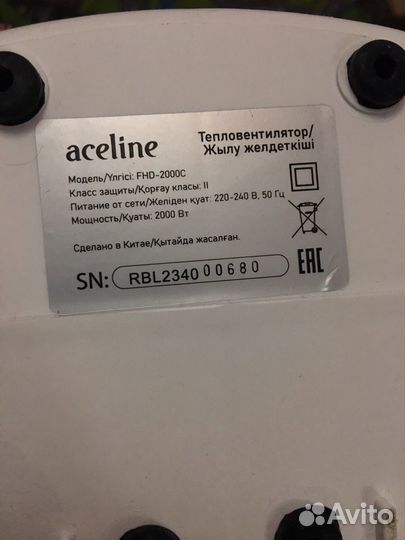 aceline
Тепловентилятор/
Жылу желдеткіші
Модель/Үлгісі: FHD-2000C
Класс защиты/Қорғау класы: II
Питание от сети/Желіден қуат: 220-240 В, 50 Гц
Мощность/Қуаты: 2000 Вт
Сделано в Китае/Қытайда жасалған.
SN: RBL2340 00680
EAC
Avito